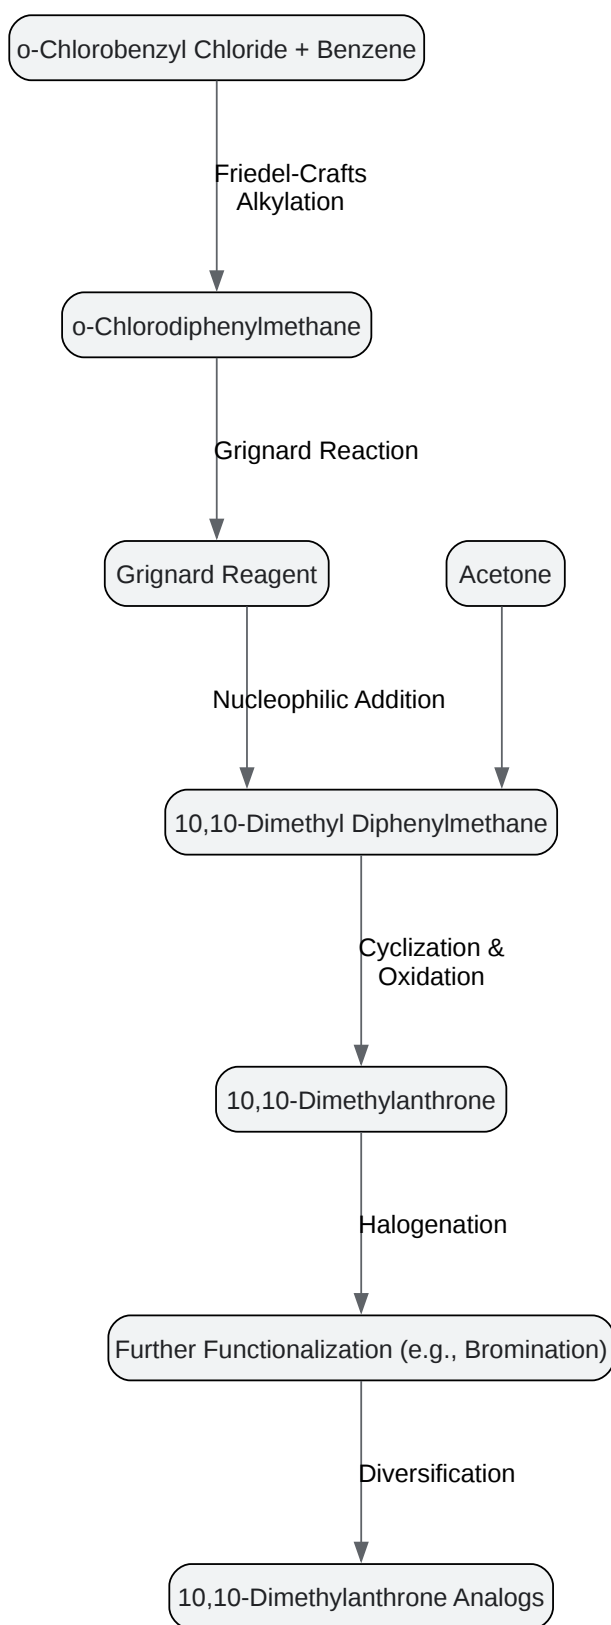 o-Chlorobenzyl Chloride + Benzene
Friedel-Crafts
Alkylation
o-Chlorodiphenylmethane
Grignard Reaction
Grignard Reagent
Acetone
Nucleophilic Addition
10,10-Dimethyl Diphenylmethane
Cyclization &
Oxidation
10,10-Dimethylanthrone
Halogenation
Further Functionalization (e.g., Bromination)
Diversification
10,10-Dimethylanthrone Analogs